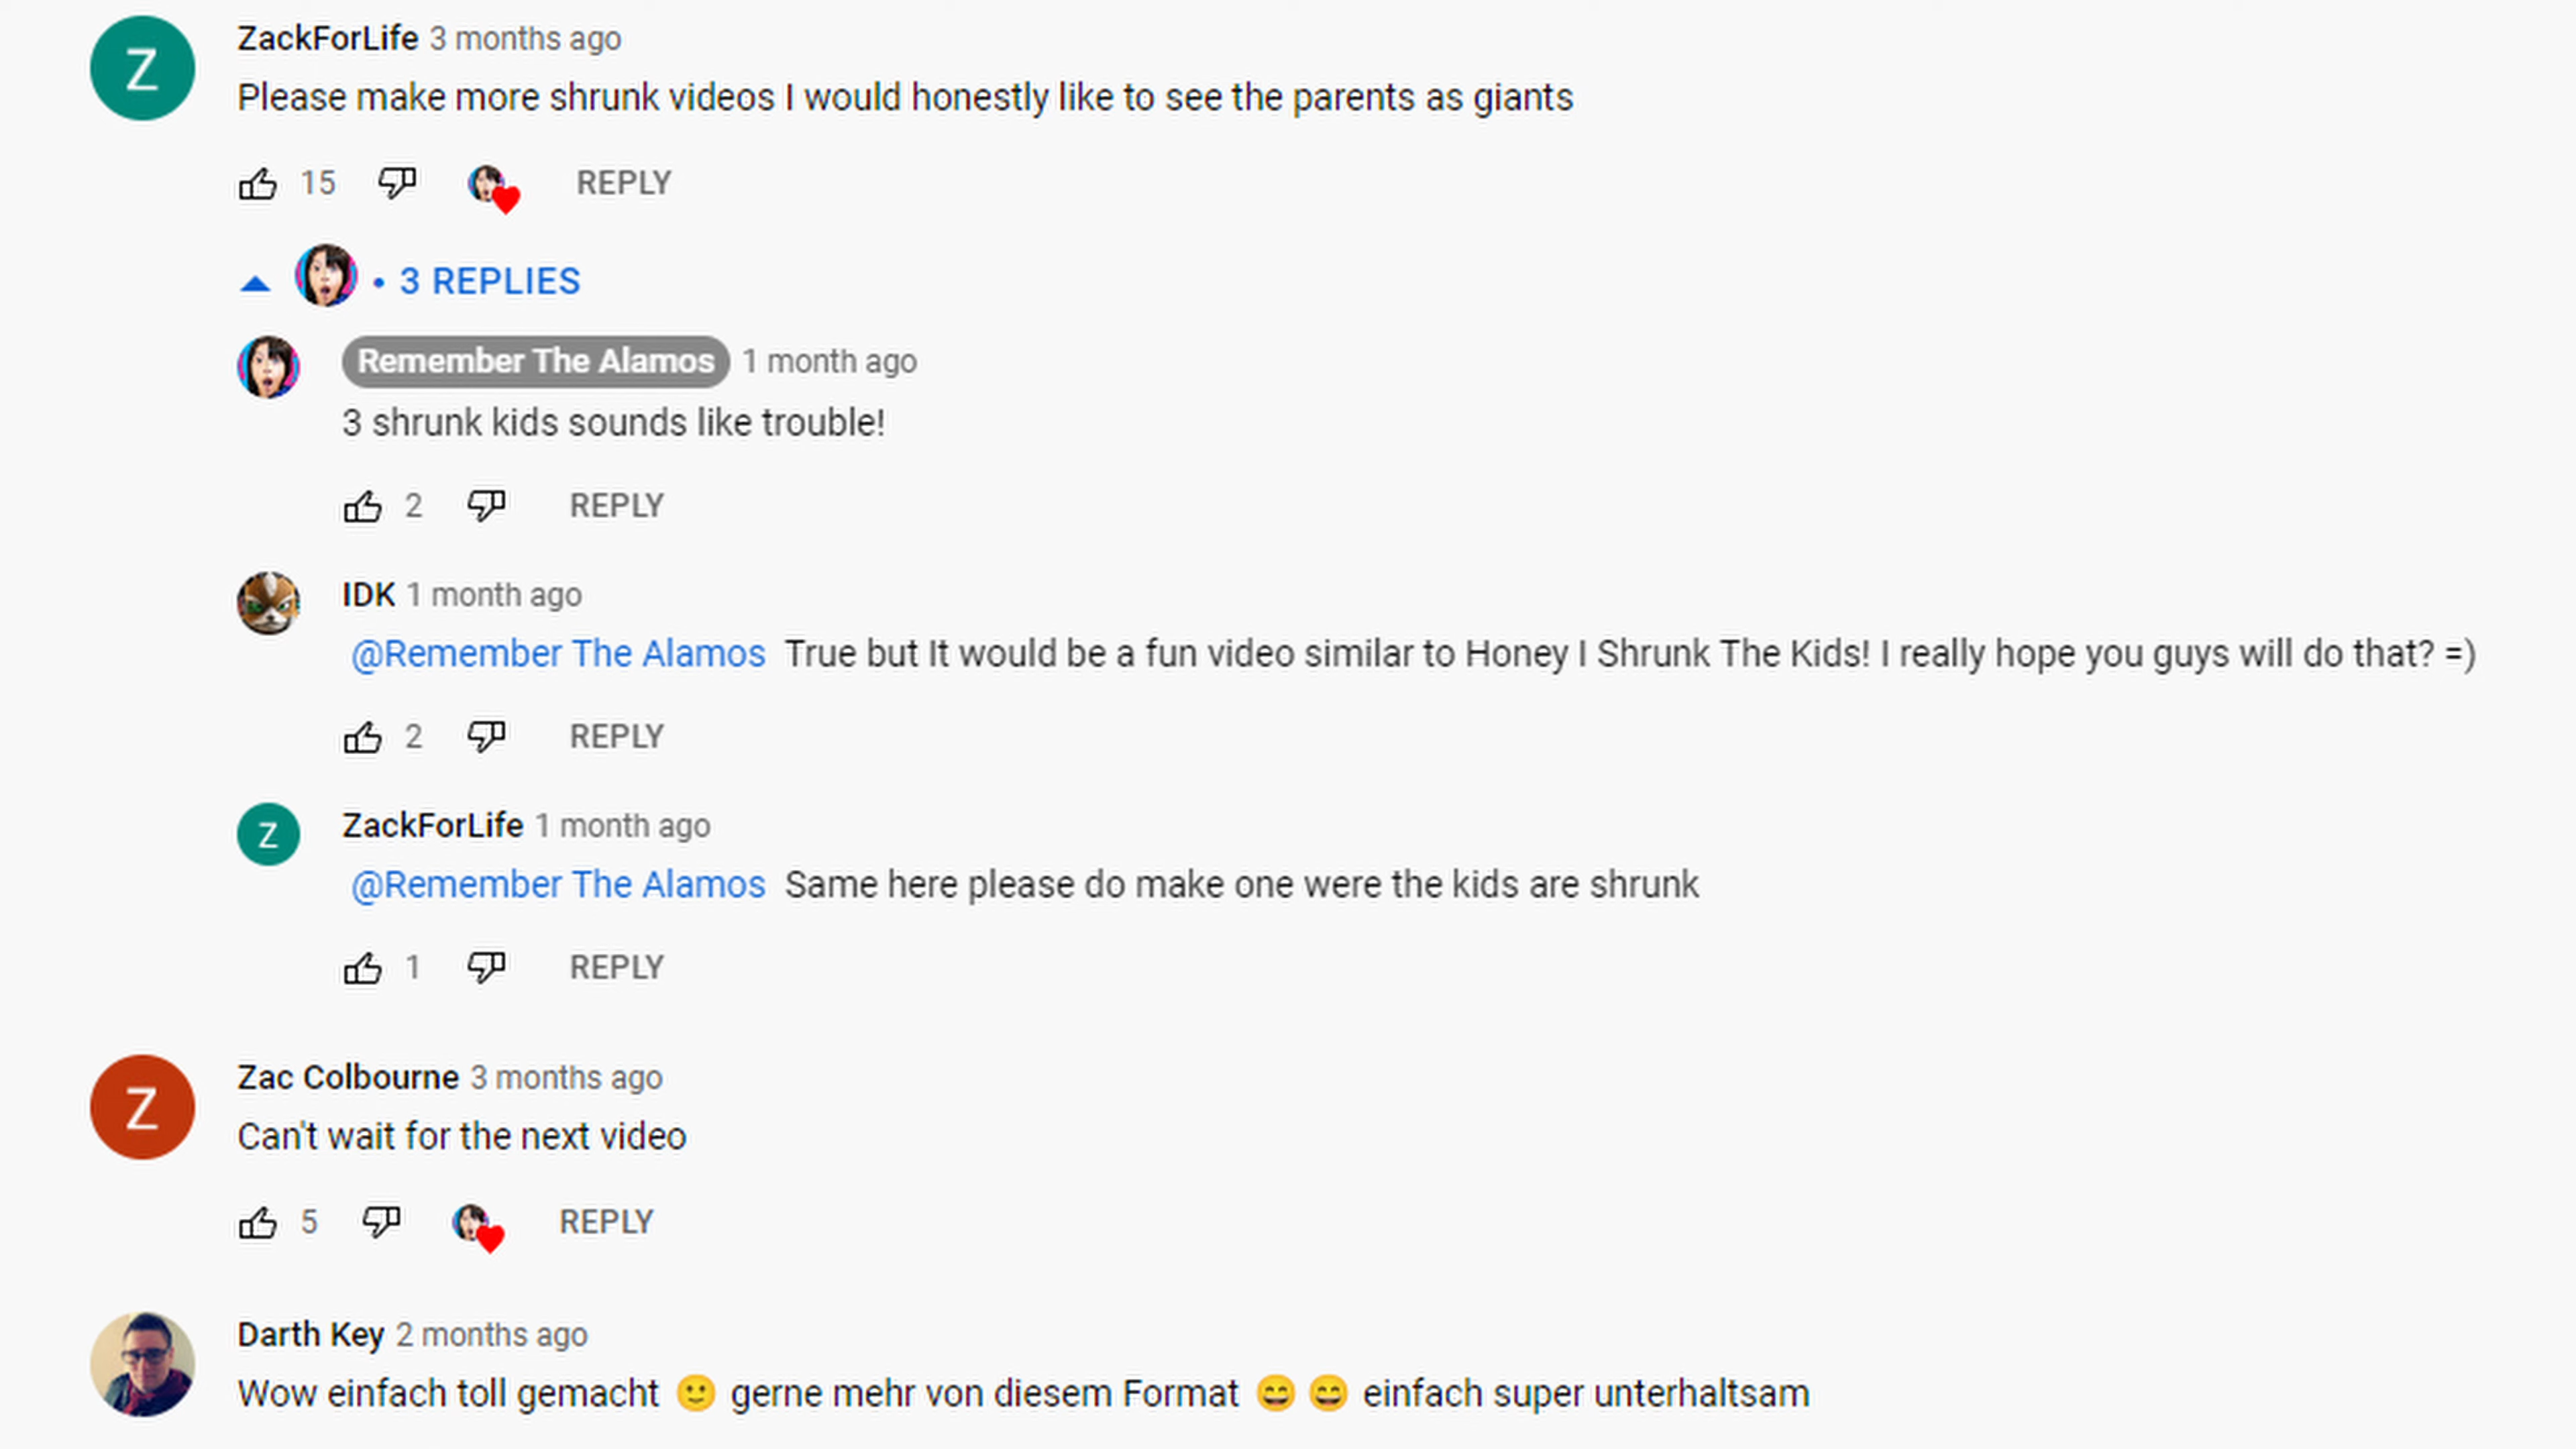 Z
ZackForLife 3 months ago
Please make more shrunk videos I would honestly like to see the parents as giants
15 REPLY
• 3 REPLIES
Remember The Alamos 1 month ago
3 shrunk kids sounds like trouble!
2 REPLY
IDK 1 month ago
@Remember The Alamos True but It would be a fun video similar to Honey I Shrunk The Kids! I really hope you guys will do that? =)
2 REPLY
Z
ZackForLife 1 month ago
@Remember The Alamos Same here please do make one were the kids are shrunk
1 REPLY
Z
Zac Colbourne 3 months ago
Can't wait for the next video
5 REPLY
Darth Key 2 months ago
Wow einfach toll gemacht 🙂 gerne mehr von diesem Format 😄 😄 einfach super unterhaltsam